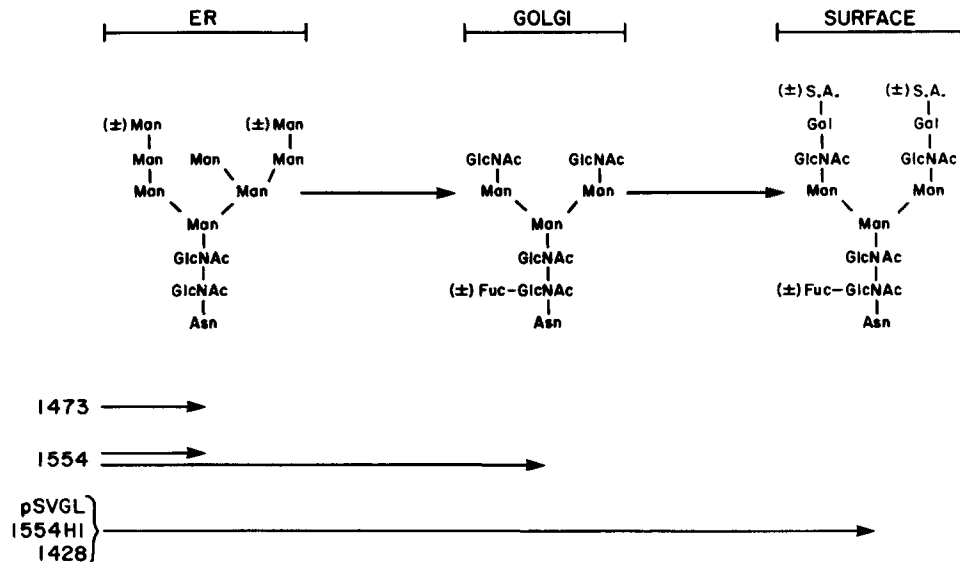 ER GOLGI SURFACE
(±) S.A. (±) S.A.
(±) Man (±) Man Gal Gal
Man Man Man GlcNAc GlcNAc GlcNAc GlcNAc
Man Man Man Man Man Man
Man Man Man
GlcNAc GlcNAc GlcNAc
GlcNAc (±) Fuc–GlcNAc (±) Fuc–GlcNAc
Asn Asn Asn
1473
1554
pSVGL
1554H1
1428